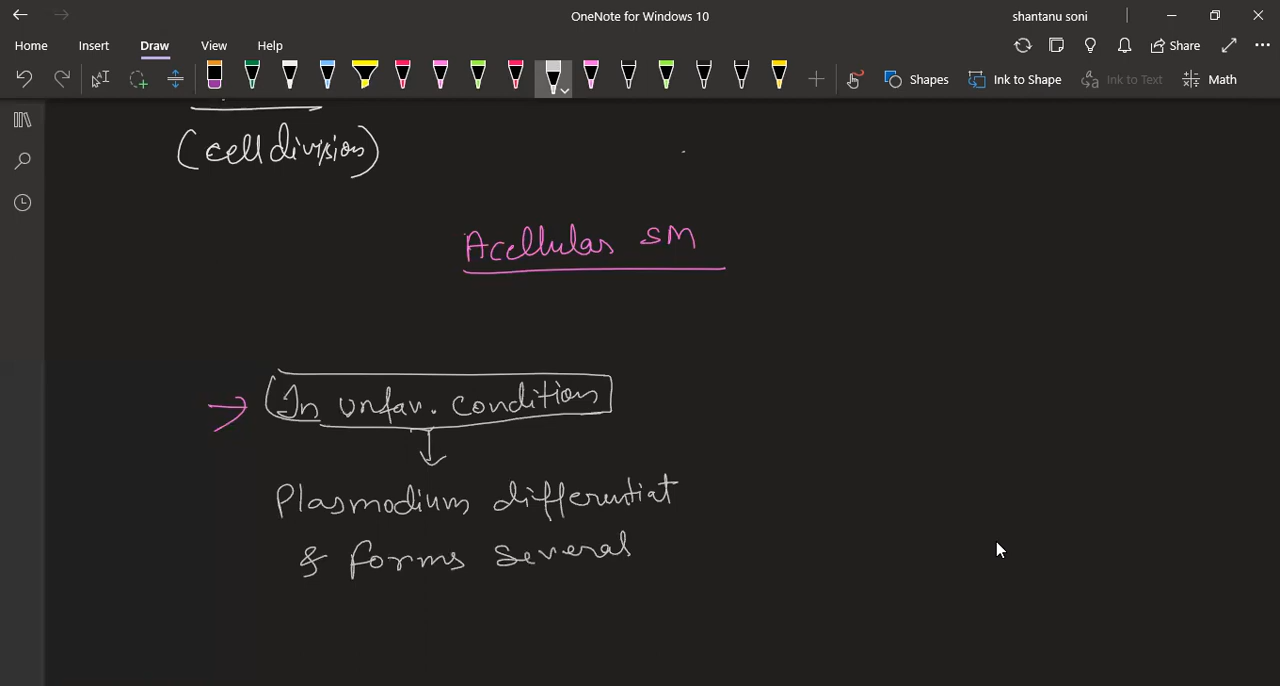 OneNote for Windows 10
shantanu soni
Home Insert Draw View Help
Share
Shapes Ink to Shape Ink to Text Math
(cell division)
Acellular SM
In unfav. condition
Plasmodium differentiat
& forms several